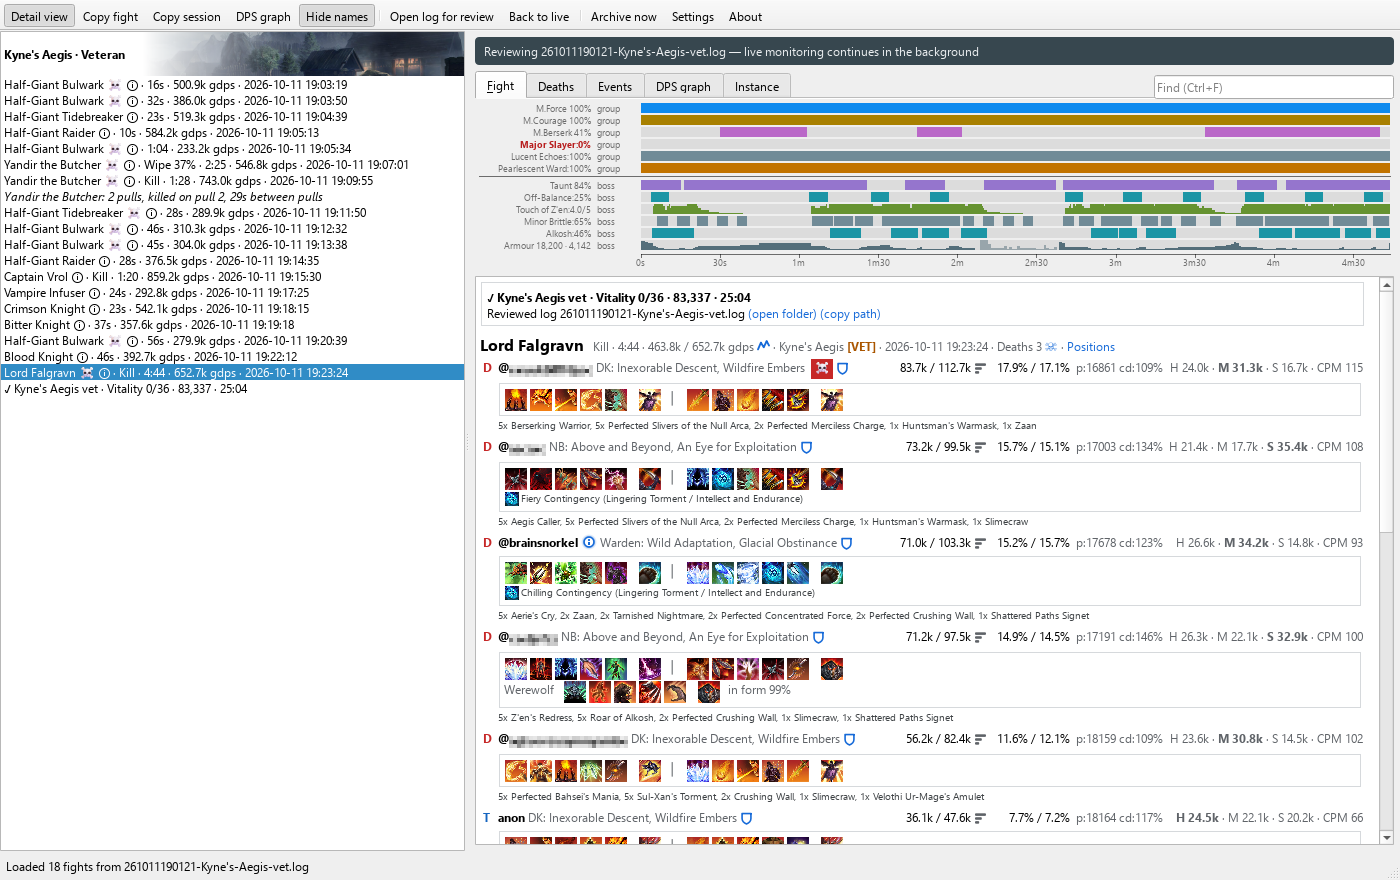 Detail view Copy fight Copy session DPS graph Hide names Open log for review Back to live Archive now Settings About
Kyne's Aegis · Veteran
Half-Giant Bulwark · 16s · 500.9k gdps · 2026-10-11 19:03:19
Half-Giant Bulwark · 32s · 386.0k gdps · 2026-10-11 19:03:50
Half-Giant Tidebreaker · 23s · 519.3k gdps · 2026-10-11 19:04:39
Half-Giant Raider · 10s · 584.2k gdps · 2026-10-11 19:05:13
Half-Giant Bulwark · 1:04 · 233.2k gdps · 2026-10-11 19:05:34
Yandir the Butcher · Wipe 37% · 2:25 · 546.8k gdps · 2026-10-11 19:07:01
Yandir the Butcher · Kill · 1:28 · 743.0k gdps · 2026-10-11 19:09:55
Yandir the Butcher: 2 pulls, killed on pull 2, 29s between pulls
Half-Giant Tidebreaker · 28s · 289.9k gdps · 2026-10-11 19:11:50
Half-Giant Bulwark · 46s · 310.3k gdps · 2026-10-11 19:12:32
Half-Giant Bulwark · 45s · 304.0k gdps · 2026-10-11 19:13:38
Half-Giant Raider · 28s · 376.5k gdps · 2026-10-11 19:14:35
Captain Vrol · Kill · 1:20 · 859.2k gdps · 2026-10-11 19:15:30
Vampire Infuser · 24s · 292.8k gdps · 2026-10-11 19:17:25
Crimson Knight · 23s · 542.1k gdps · 2026-10-11 19:18:15
Bitter Knight · 37s · 357.6k gdps · 2026-10-11 19:19:18
Half-Giant Bulwark · 56s · 279.9k gdps · 2026-10-11 19:20:39
Blood Knight · 46s · 392.7k gdps · 2026-10-11 19:22:12
Lord Falgravn · Kill · 4:44 · 652.7k gdps · 2026-10-11 19:23:24
✓ Kyne's Aegis vet · Vitality 0/36 · 83,337 · 25:04
Reviewing 261011190121-Kyne's-Aegis-vet.log — live monitoring continues in the background
Fight Deaths Events DPS graph Instance Find (Ctrl+F)
M.Force 100% group
M.Courage 100% group
M.Berserk 41% group
Major Slayer:0% group
Lucent Echoes:100% group
Pearlescent Ward:100% group
Taunt 84% boss
Off-Balance:25% boss
Touch of Z'en:4.0/5 boss
Minor Brittle:65% boss
Alkosh:46% boss
Armour 18,200 - 4,142 boss
0s 30s 1m 1m30 2m 2m30 3m 3m30 4m 4m30
✓ Kyne's Aegis vet · Vitality 0/36 · 83,337 · 25:04
Reviewed log 261011190121-Kyne's-Aegis-vet.log (open folder) (copy path)
Lord Falgravn Kill · 4:44 · 463.8k / 652.7k gdps · Kyne's Aegis [VET] · 2026-10-11 19:23:24 · Deaths 3 · Positions
D @ DK: Inexorable Descent, Wildfire Embers 83.7k / 112.7k 17.9% / 17.1% p:16861 cd:109% H 24.0k · M 31.3k · S 16.7k · CPM 115
5x Berserking Warrior, 5x Perfected Slivers of the Null Arca, 2x Perfected Merciless Charge, 1x Huntsman's Warmask, 1x Zaan
D @ NB: Above and Beyond, An Eye for Exploitation 73.2k / 99.5k 15.7% / 15.1% p:17003 cd:134% H 21.4k · M 17.7k · S 35.4k · CPM 108
Fiery Contingency (Lingering Torment / Intellect and Endurance)
5x Aegis Caller, 5x Perfected Slivers of the Null Arca, 2x Perfected Merciless Charge, 1x Huntsman's Warmask, 1x Slimecraw
D @brainsnorkel Warden: Wild Adaptation, Glacial Obstinance 71.0k / 103.3k 15.2% / 15.7% p:17678 cd:123% H 26.6k · M 34.2k · S 14.8k · CPM 93
Chilling Contingency (Lingering Torment / Intellect and Endurance)
5x Aerie's Cry, 2x Zaan, 2x Tarnished Nightmare, 2x Perfected Concentrated Force, 2x Perfected Crushing Wall, 1x Shattered Paths Signet
D @ NB: Above and Beyond, An Eye for Exploitation 71.2k / 97.5k 14.9% / 14.5% p:17191 cd:146% H 26.3k · M 22.1k · S 32.9k · CPM 100
Werewolf in form 99%
5x Z'en's Redress, 5x Roar of Alkosh, 2x Perfected Crushing Wall, 1x Slimecraw, 1x Shattered Paths Signet
D @ DK: Inexorable Descent, Wildfire Embers 56.2k / 82.4k 11.6% / 12.1% p:18159 cd:109% H 23.6k · M 30.8k · S 14.5k · CPM 102
5x Perfected Bahsei's Mania, 5x Sul-Xan's Torment, 2x Crushing Wall, 1x Slimecraw, 1x Velothi Ur-Mage's Amulet
T anon DK: Inexorable Descent, Wildfire Embers 36.1k / 47.6k 7.7% / 7.2% p:18164 cd:117% H 24.5k · M 22.1k · S 20.2k · CPM 66
Loaded 18 fights from 261011190121-Kyne's-Aegis-vet.log